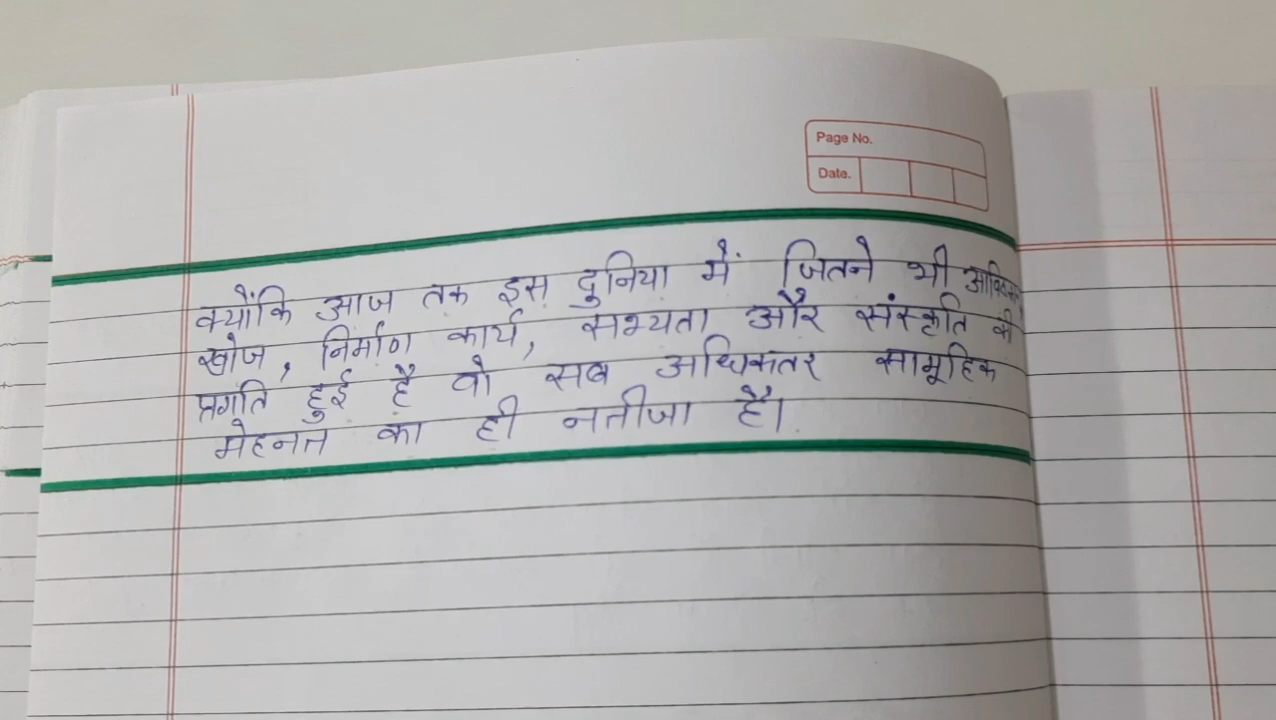 Page No.
Date.
क्योंकि आज तक इस दुनिया में जितने भी
खोज, निर्माण कार्य, सभ्यता और संस्कृति की
प्रगति हुई है वो सब अधिकतर सामूहिक
मेहनत का ही नतीजा है।